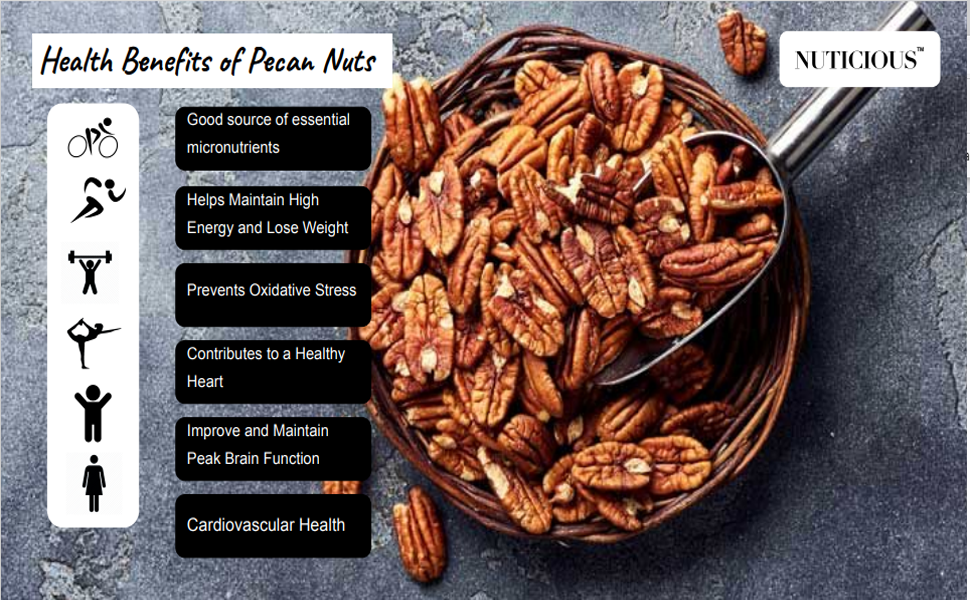 Health Benefits of Pecan Nuts
NUTICIOUS™
Good source of essential
micronutrients
Helps Maintain High
Energy and Lose Weight
Prevents Oxidative Stress
Contributes to a Healthy
Heart
Improve and Maintain
Peak Brain Function
Cardiovascular Health